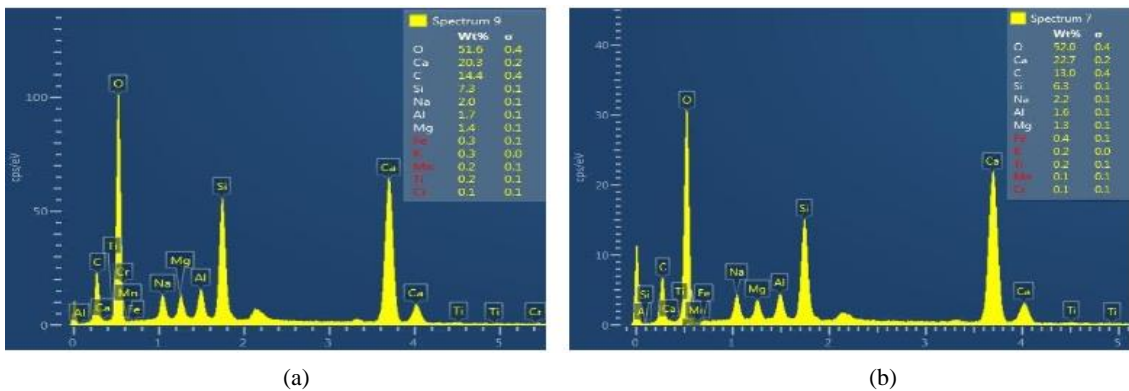 Spectrum 9
Wt% σ
O 51.6 0.4
Ca 20.3 0.2
C 14.4 0.4
Si 7.3 0.1
Na 2.0 0.1
Al 1.7 0.1
Mg 1.4 0.1
Fe 0.3 0.1
K 0.3 0.0
Mn 0.2 0.1
Ti 0.2 0.1
Cr 0.1 0.1
cps/eV
100
50
0
O
Ca
Si
Ti
C
Cr
Mg
Al
Na
Mn
Ca
Fe
Al
Ca
Ti
Ti
Cr
0 1 2 3 4 5
(a)
Spectrum 7
Wt% σ
O 52.0 0.4
Ca 22.7 0.2
C 13.0 0.4
Si 6.3 0.1
Na 2.2 0.1
Al 1.6 0.1
Mg 1.3 0.1
Fe 0.4 0.1
K 0.2 0.0
Ti 0.2 0.1
Mn 0.1 0.1
Cr 0.1 0.1
cps/eV
40
30
20
10
0
O
Ca
Si
C
Na
Al
Mg
Si
Ti
Fe
Ca
Mn
Ca
Ti
Ti
0 1 2 3 4 5
(b)